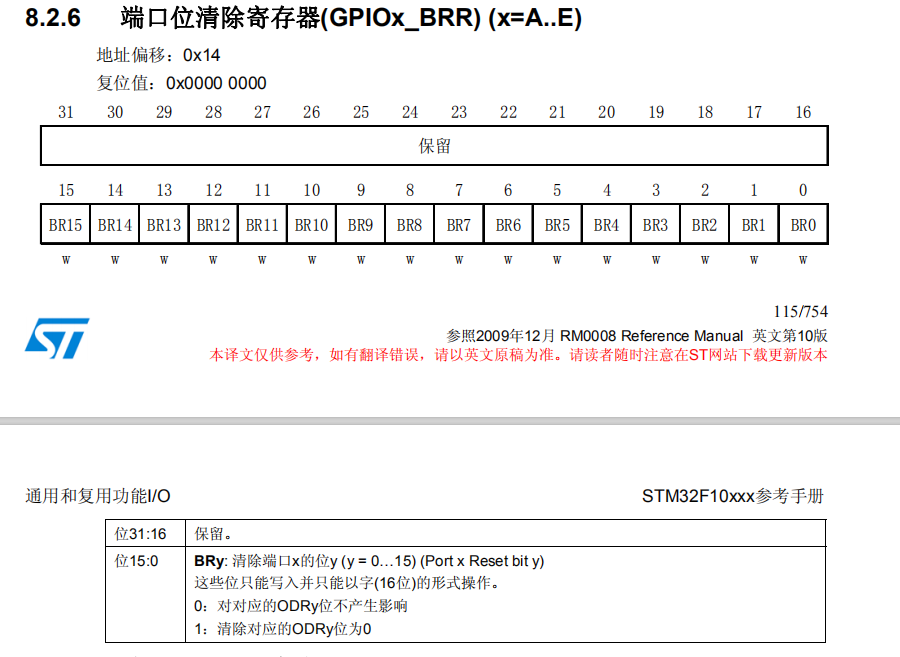 8.2.6 端口位清除寄存器(GPIOx_BRR) (x=A..E)
地址偏移：0x14
复位值：0x0000 0000
31 30 29 28 27 26 25 24 23 22 21 20 19 18 17 16
保留
15 14 13 12 11 10 9 8 7 6 5 4 3 2 1 0
BR15 BR14 BR13 BR12 BR11 BR10 BR9 BR8 BR7 BR6 BR5 BR4 BR3 BR2 BR1 BR0
w w w w w w w w w w w w w w w w
115/754
参照2009年12月 RM0008 Reference Manual 英文第10版
本译文仅供参考，如有翻译错误，请以英文原稿为准。请读者随时注意在ST网站下载更新版本
ST
通用和复用功能I/O STM32F10xxx参考手册
位31:16 保留。
位15:0 BRy: 清除端口x的位y (y = 0…15) (Port x Reset bit y)
这些位只能写入并只能以字(16位)的形式操作。
0：对对应的ODRy位不产生影响
1：清除对应的ODRy位为0